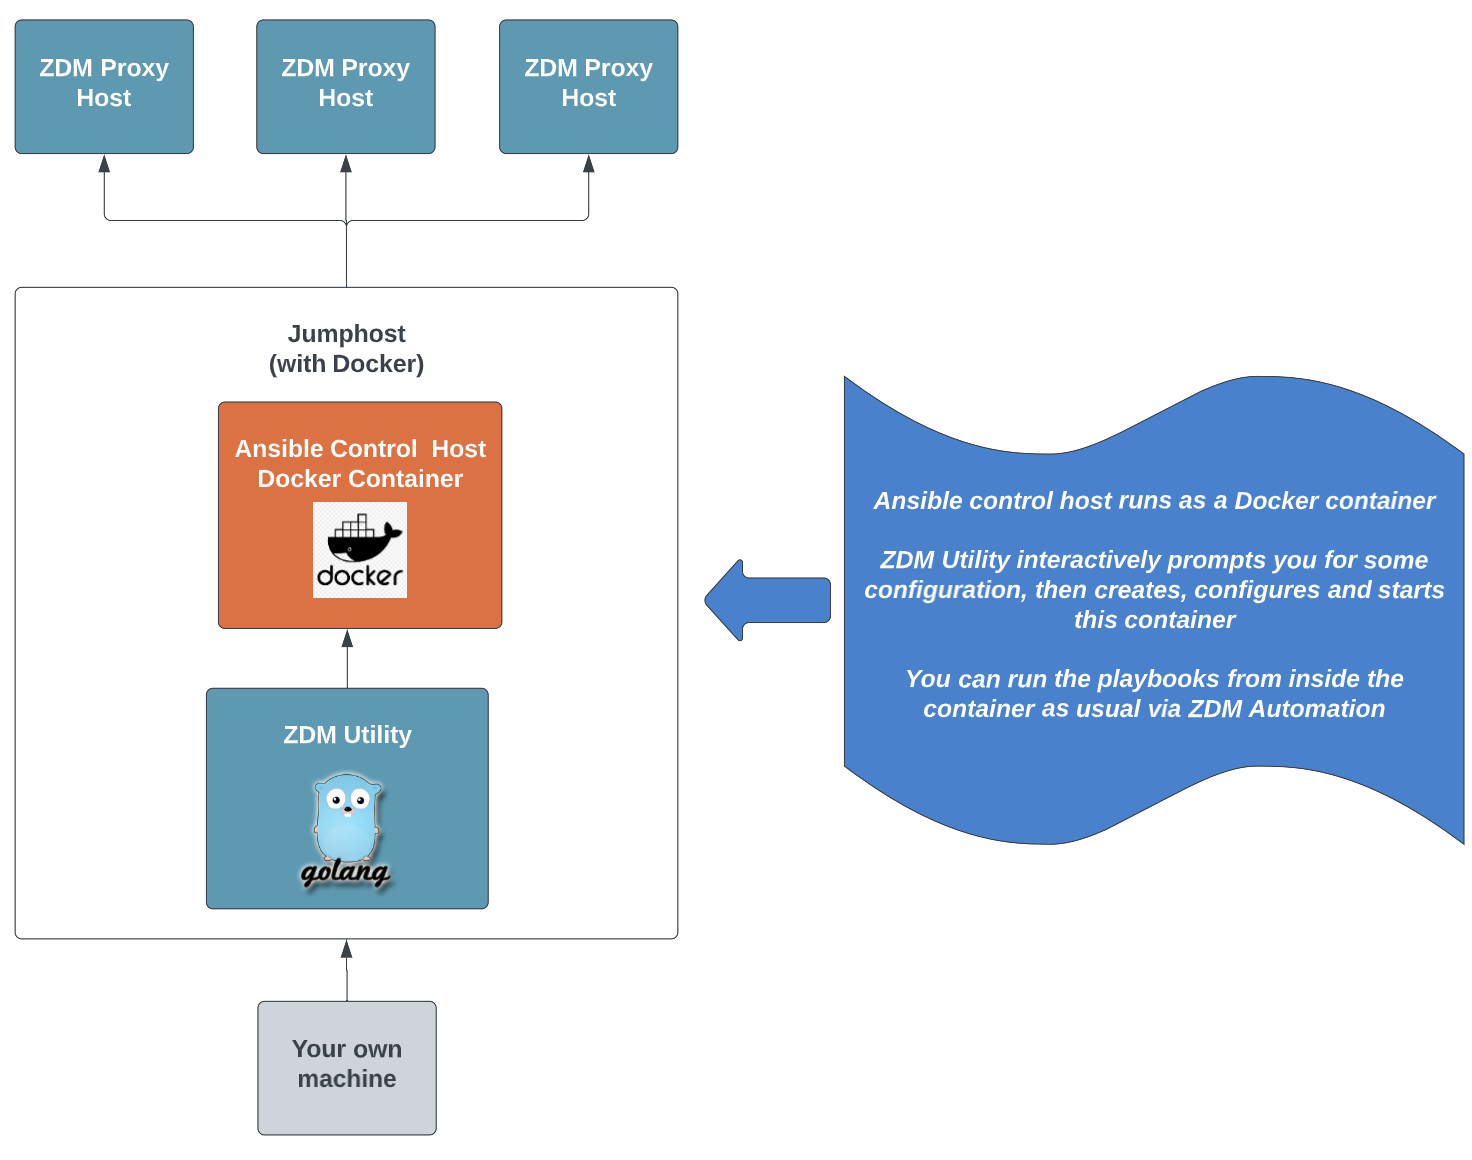 ZDM Proxy
Host
ZDM Proxy
Host
ZDM Proxy
Host
Jumphost
(with Docker)
Ansible Control  Host
Docker Container
docker
ZDM Utility
golang
Your own
machine
Ansible control host runs as a Docker container
ZDM Utility interactively prompts you for some
configuration, then creates, configures and starts
this container
You can run the playbooks from inside the
container as usual via ZDM Automation